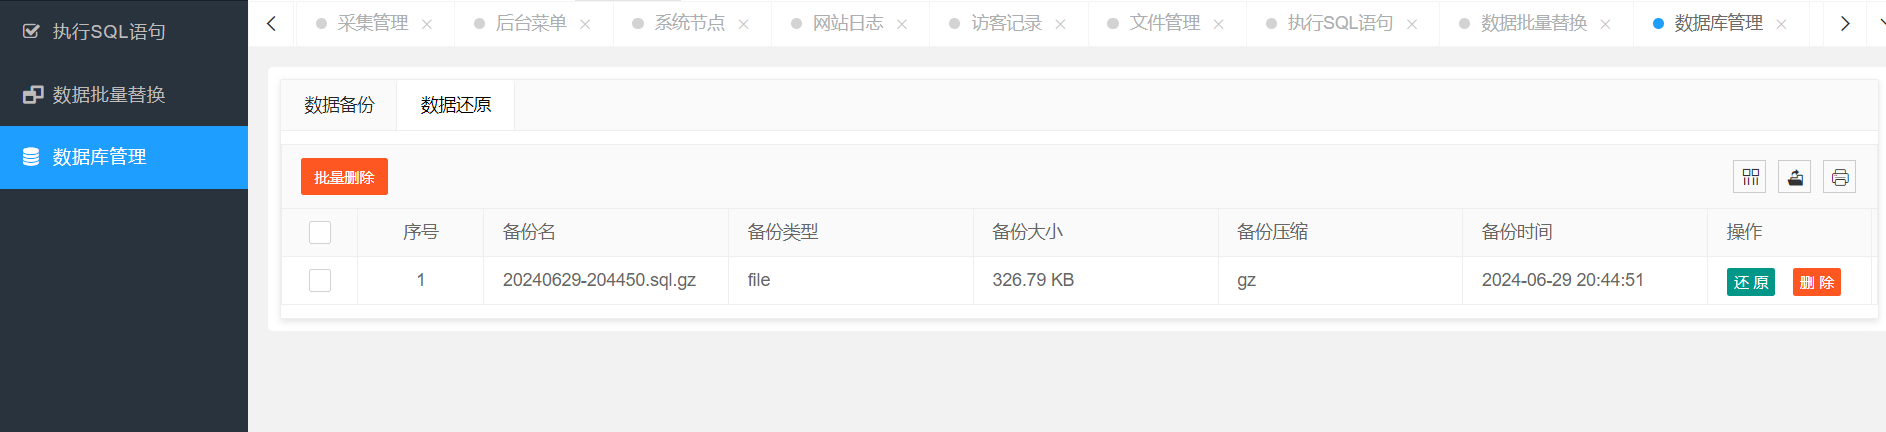 执行SQL语句
数据批量替换
数据库管理
采集管理 后台菜单 系统节点 网站日志 访客记录 文件管理 执行SQL语句 数据批量替换 数据库管理
数据备份 数据还原
批量删除
序号 备份名 备份类型 备份大小 备份压缩 备份时间 操作
1 20240629-204450.sql.gz file 326.79 KB gz 2024-06-29 20:44:51 还原 删除